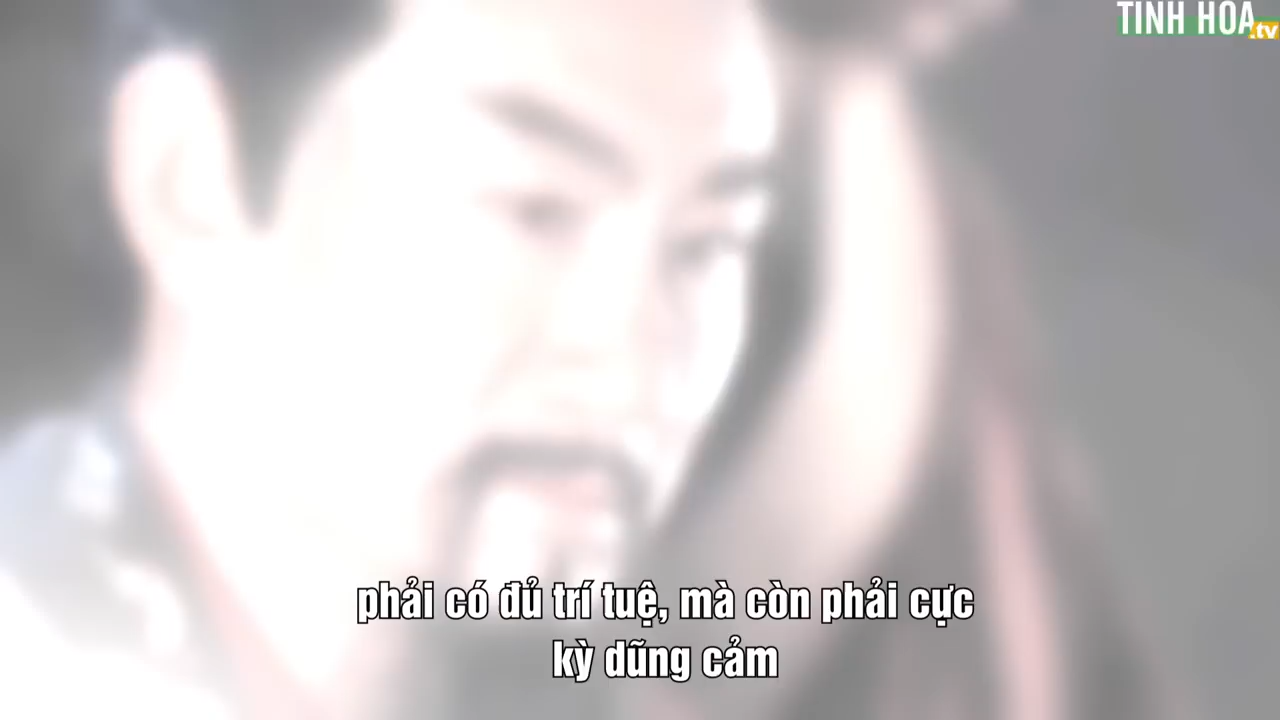 TINH HOA.tv
phải có đủ trí tuệ, mà còn phải cực
kỳ dũng cảm